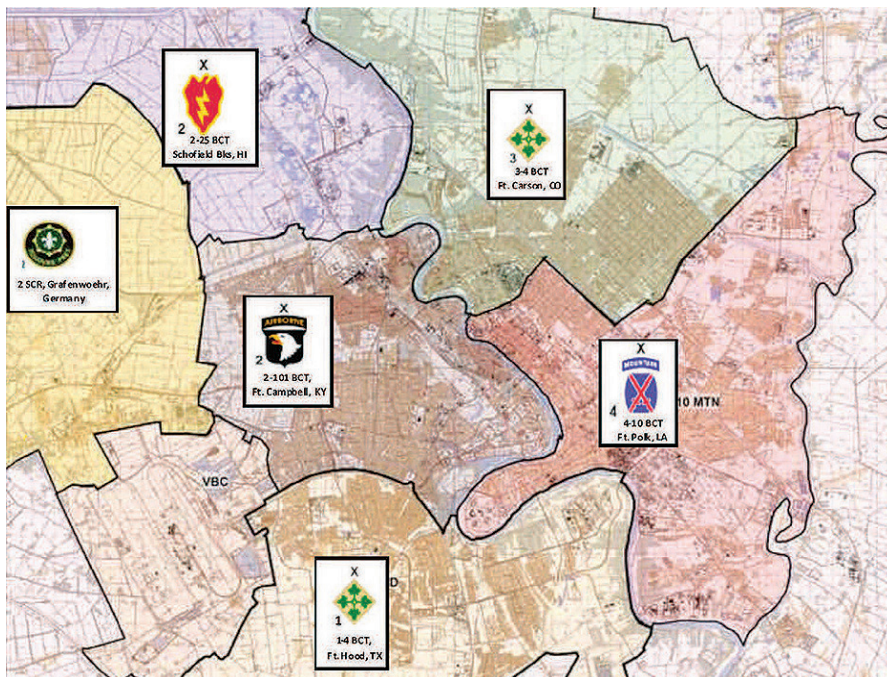 X
2
2-25 BCT
Schofield Bks, HI
X
3
3-4 BCT
Ft. Carson, CO
2 SCR, Grafenwoehr,
Germany
X
AIRBORNE
2
2-101 BCT,
Ft. Campbell, KY
X
MOUNTAIN
4
4-10 BCT
Ft. Polk, LA
10 MTN
VBC
X
D
1
1-4 BCT,
Ft. Hood, TX